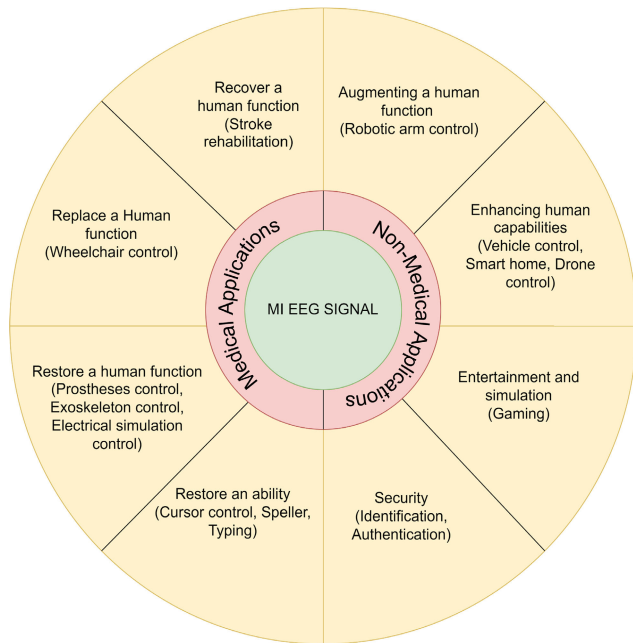 Recover a
human function
(Stroke
rehabilitation)
Augmenting a human
function
(Robotic arm control)
Replace a Human
function
(Wheelchair control)
Enhancing human
capabilities
(Vehicle control,
Smart home, Drone
control)
Medical Applications
Non-Medical Applications
MI EEG SIGNAL
Restore a human function
(Prostheses control,
Exoskeleton control,
Electrical simulation
control)
Entertainment and
simulation
(Gaming)
Restore an ability
(Cursor control, Speller,
Typing)
Security
(Identification,
Authentication)